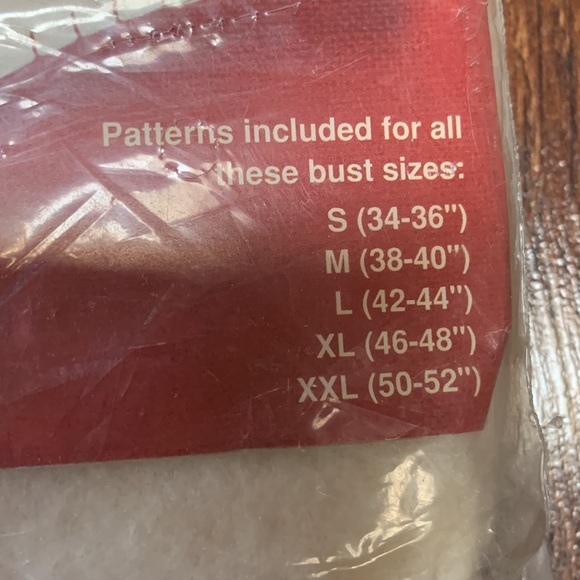 Patterns included for all
these bust sizes:
S (34-36")
M (38-40")
L (42-44")
XL (46-48")
XXL (50-52")